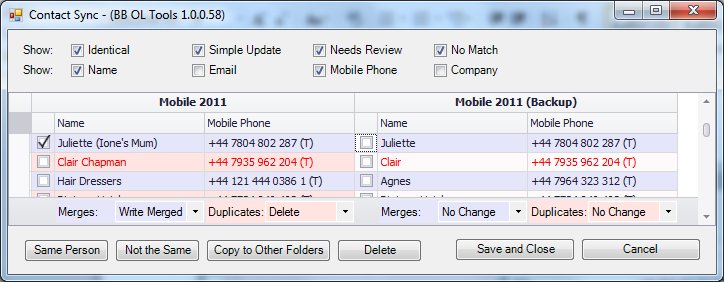 Contact Sync - (BB OL Tools 1.0.0.58)
Show: Identical Simple Update Needs Review No Match
Show: Name Email Mobile Phone Company
Mobile 2011 Mobile 2011 (Backup)
Name Mobile Phone Name Mobile Phone
Juliette (Ione's Mum) +44 7804 802 287 (T) Juliette +44 7804 802 287 (T)
Clair Chapman +44 7935 962 204 (T) Clair +44 7935 962 204 (T)
Hair Dressers +44 121 444 0386 1 (T) Agnes +44 7964 323 312 (T)
Merges: Write Merged Duplicates: Delete Merges: No Change Duplicates: No Change
Same Person Not the Same Copy to Other Folders Delete Save and Close Cancel